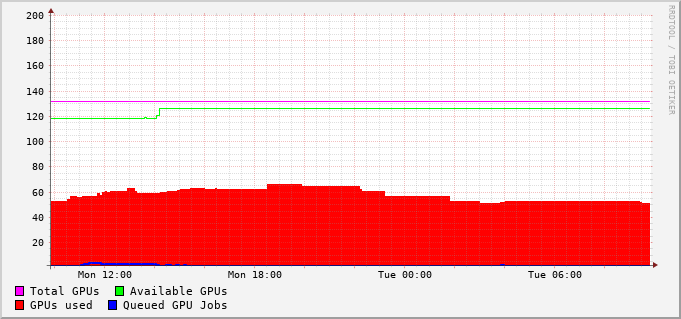 200
180
160
140
120
100
80
60
40
20
Mon 12:00 Mon 18:00 Tue 00:00 Tue 06:00
Total GPUs Available GPUs
GPUs used Queued GPU Jobs
RRDTOOL / TOBI OETIKER